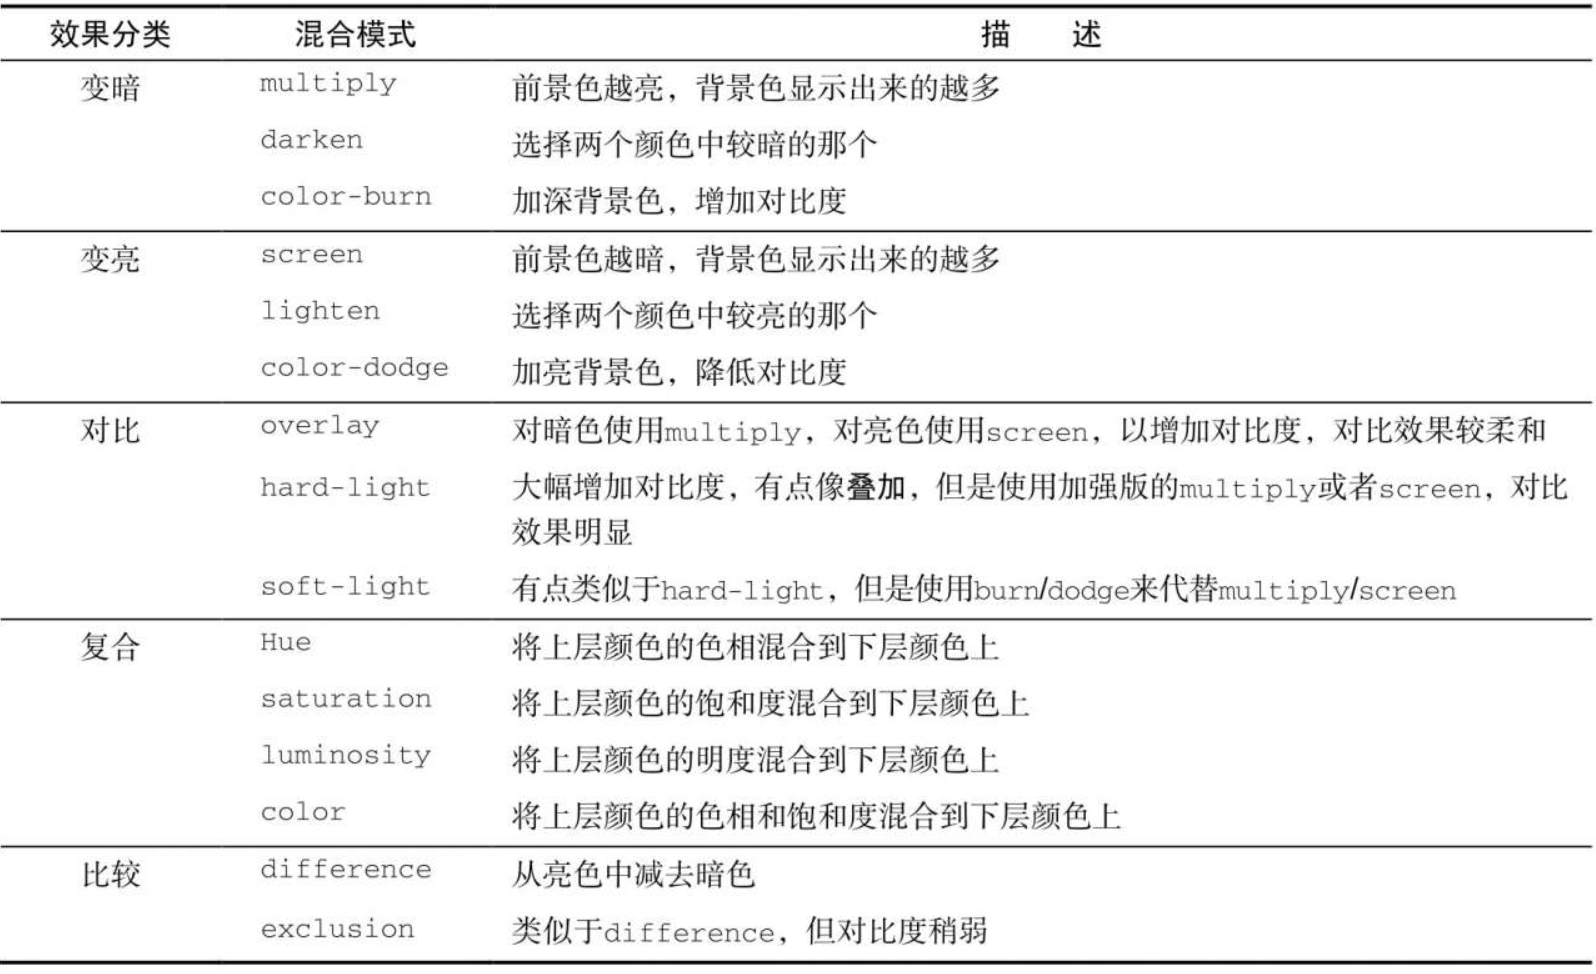 效果分类 混合模式 描 述
变暗 multiply 前景色越亮，背景色显示出来的越多
darken 选择两个颜色中较暗的那个
color-burn 加深背景色，增加对比度
变亮 screen 前景色越暗，背景色显示出来的越多
lighten 选择两个颜色中较亮的那个
color-dodge 加亮背景色，降低对比度
对比 overlay 对暗色使用multiply，对亮色使用screen，以增加对比度，对比效果较柔和
hard-light 大幅增加对比度，有点像叠加，但是使用加强版的multiply或者screen，对比
效果明显
soft-light 有点类似于hard-light，但是使用burn/dodge来代替multiply/screen
复合 Hue 将上层颜色的色相混合到下层颜色上
saturation 将上层颜色的饱和度混合到下层颜色上
luminosity 将上层颜色的明度混合到下层颜色上
color 将上层颜色的色相和饱和度混合到下层颜色上
比较 difference 从亮色中减去暗色
exclusion 类似于difference，但对比度稍弱